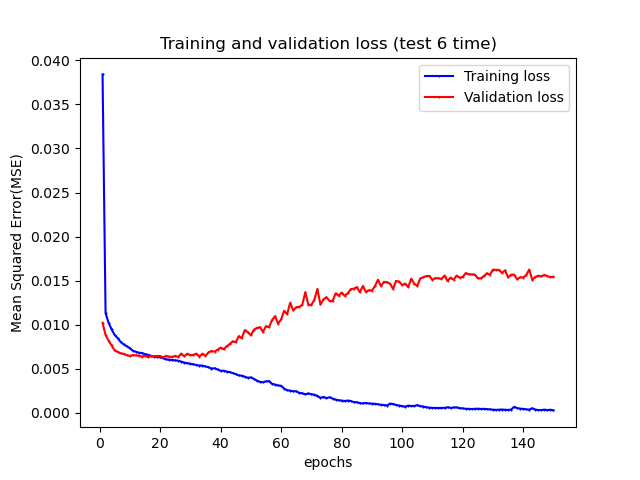 Training and validation loss (test 6 time)
Training loss
Validation loss
Mean Squared Error(MSE)
0.040
0.035
0.030
0.025
0.020
0.015
0.010
0.005
0.000
0 20 40 60 80 100 120 140
epochs